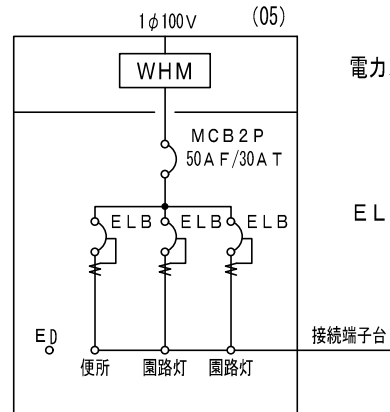 1φ100V (05)
WHM
電力
MCB2P
50AF/30AT
ELB ELB ELB
EL
ED
接続端子台
便所 園路灯 園路灯